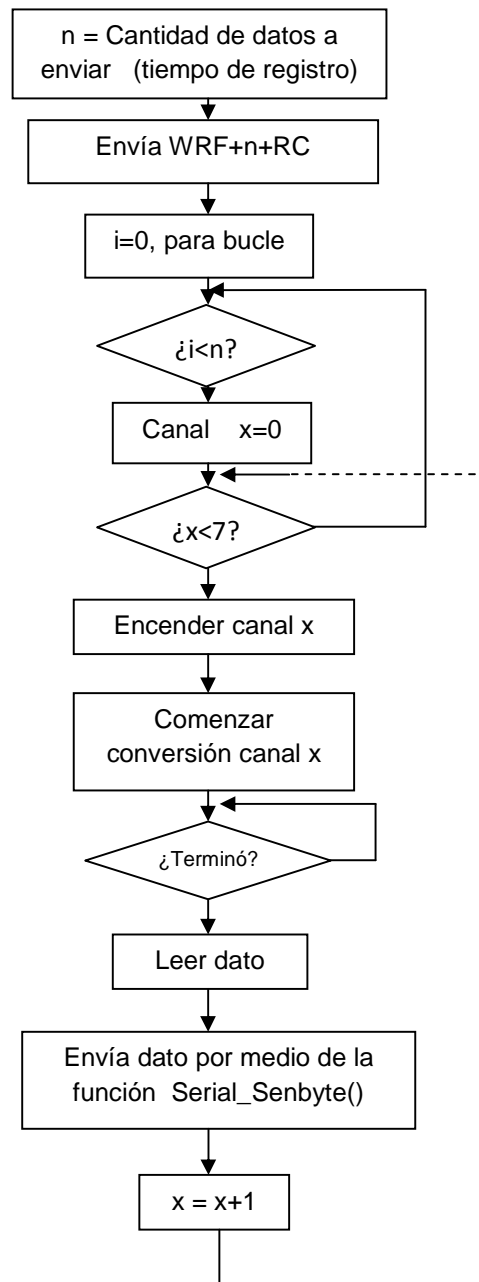 n = Cantidad de datos a
enviar (tiempo de registro)
Envía WRF+n+RC
i=0, para bucle
¿i<n?
Canal x=0
¿x<7?
Encender canal x
Comenzar
conversión canal x
¿Terminó?
Leer dato
Envía dato por medio de la
función Serial_Senbyte()
x = x+1